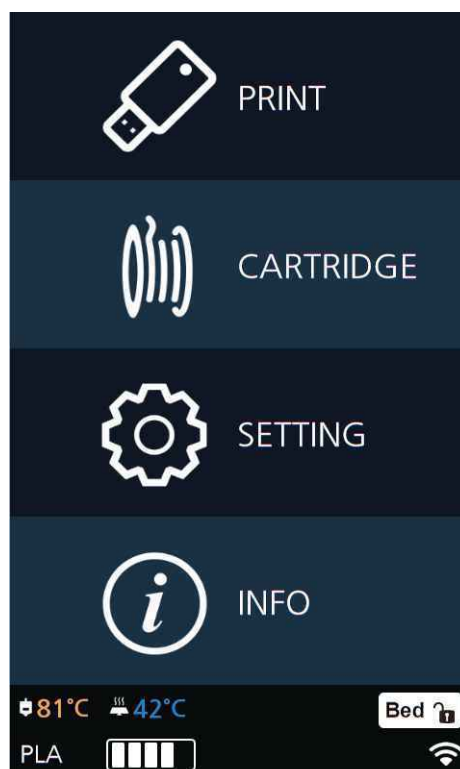 PRINT
CARTRIDGE
SETTING
INFO
81°C 42°C Bed
PLA